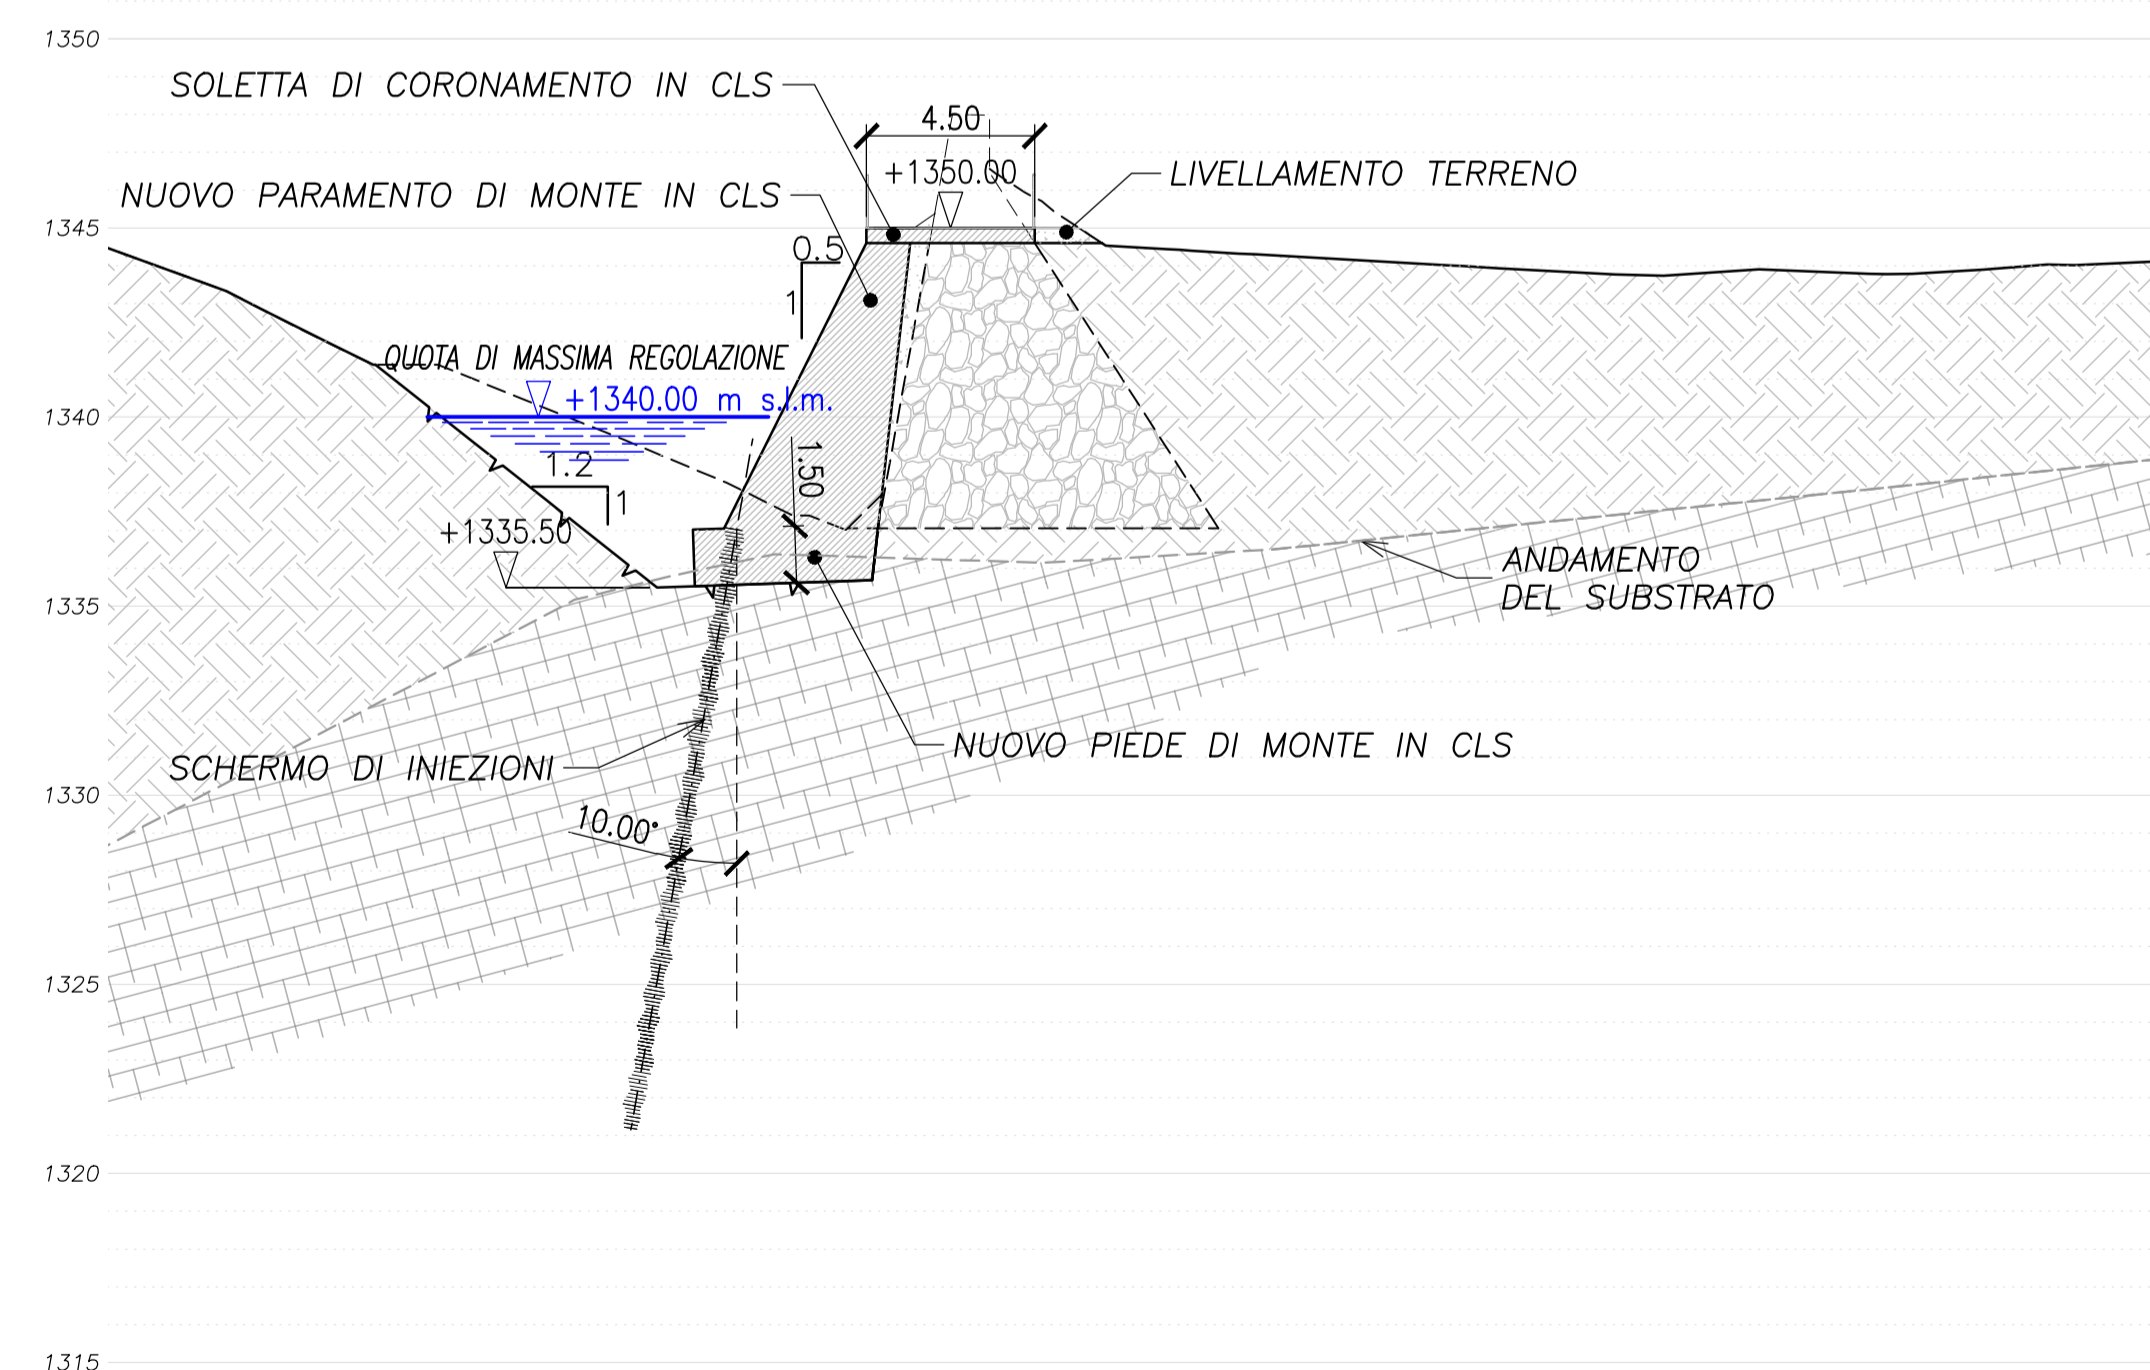 1350
SOLETTA DI CORONAMENTO IN CLS
4.50
+1350.00
LIVELLAMENTO TERRENO
NUOVO PARAMENTO DI MONTE IN CLS
1345
0.5
1
QUOTA DI MASSIMA REGOLAZIONE
+1340.00 m s.l.m.
1340
1.50
1.2
1
+1335.50
ANDAMENTO
DEL SUBSTRATO
1335
NUOVO PIEDE DI MONTE IN CLS
SCHERMO DI INIEZIONI
1330
10.00°
1325
1320
1315